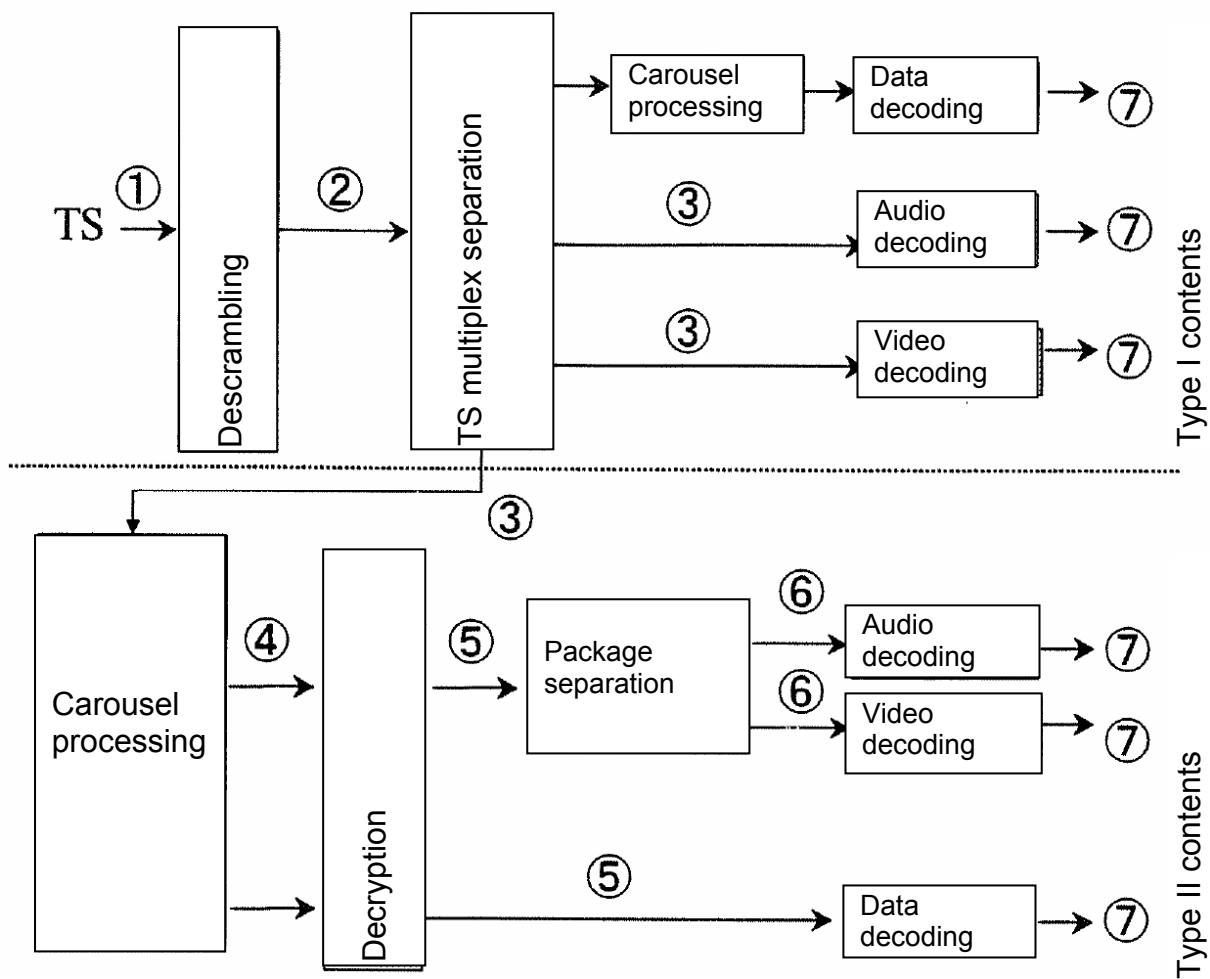 Carousel
processing
Data
decoding
⑦
Type I contents
TS
①
Descrambling
②
TS multiplex separation
③
Audio
decoding
⑦
③
Video
decoding
⑦
③
Carousel
processing
④
Decryption
⑤
Package
separation
⑥
Audio
decoding
⑦
⑥
Video
decoding
⑦
Type II contents
⑤
Data
decoding
⑦